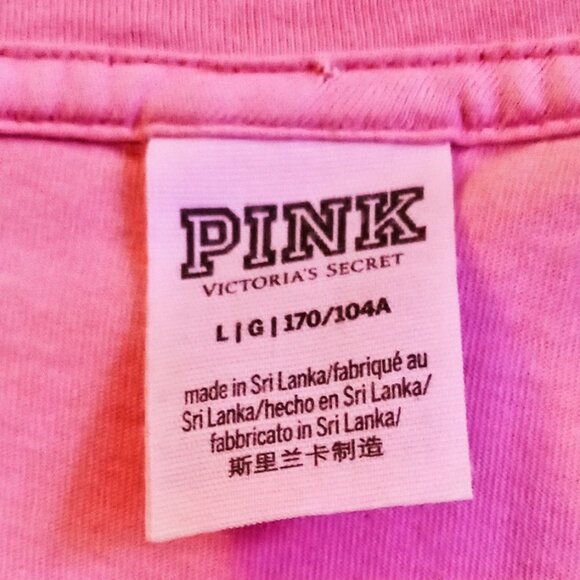 PINK
VICTORIA'S SECRET
L | G | 170/104A
made in Sri Lanka/fabriqué au
Sri Lanka/hecho en Sri Lanka/
fabbricato in Sri Lanka/
斯里兰卡制造